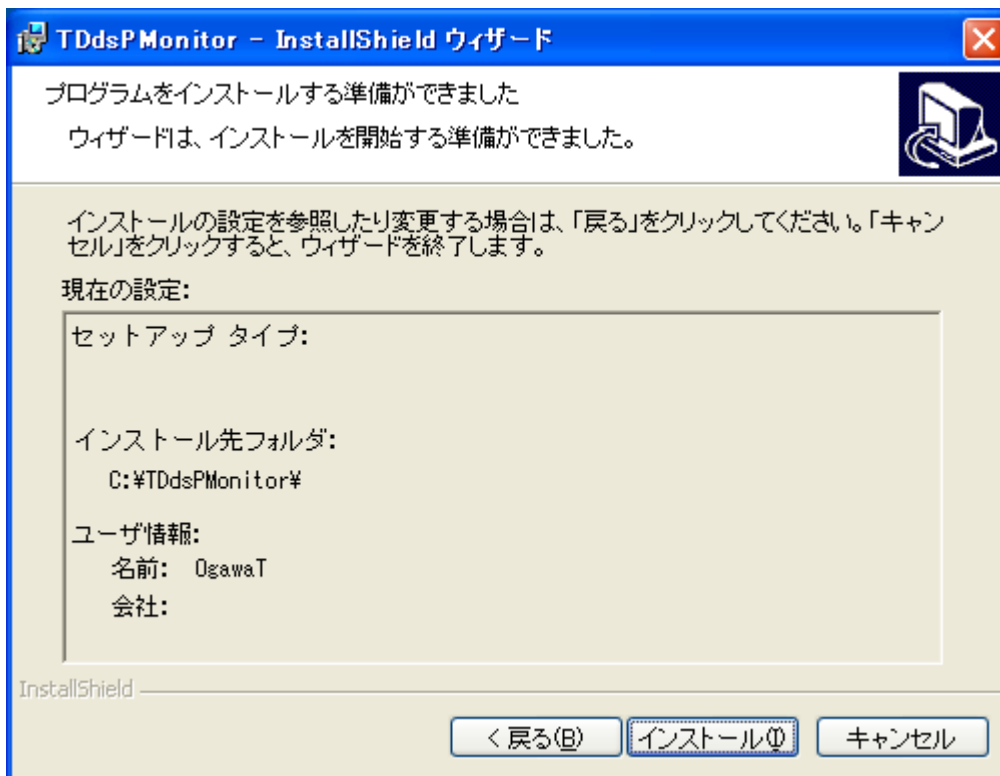 TDdsPMonitor - InstallShield ウィザード
プログラムをインストールする準備ができました
ウィザードは、インストールを開始する準備ができました。
インストールの設定を参照したり変更する場合は、「戻る」をクリックしてください。「キャン
セル」をクリックすると、ウィザードを終了します。
現在の設定:
セットアップ タイプ:
インストール先フォルダ:
C:¥TDdsPMonitor¥
ユーザ情報:
名前: OgawaT
会社:
InstallShield
< 戻る(B) インストール(I) キャンセル